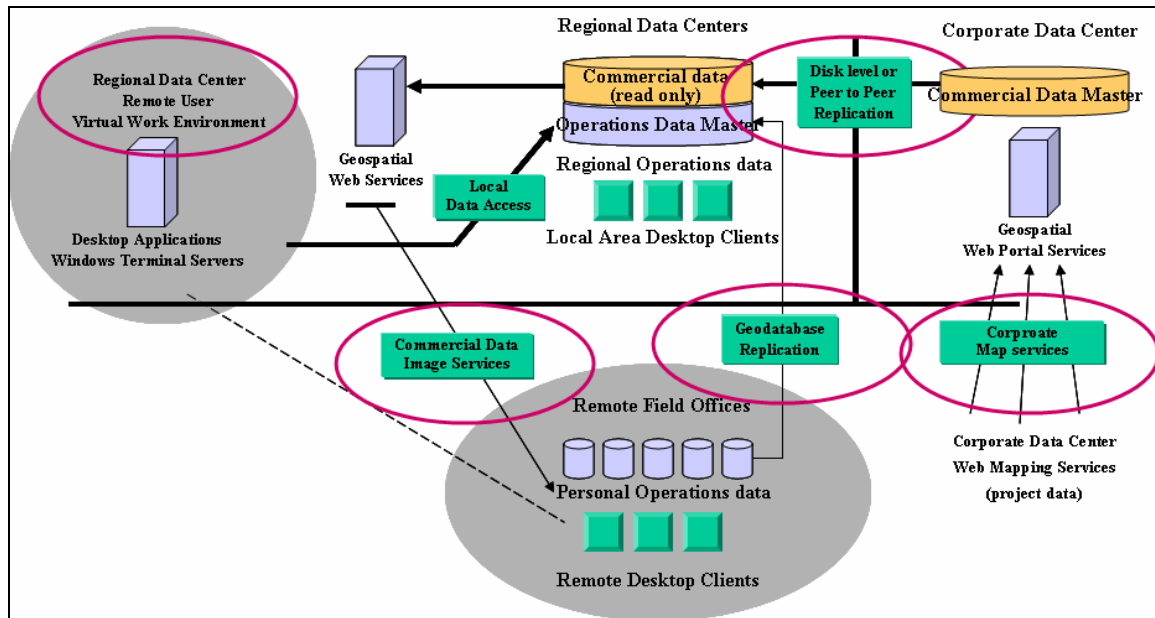 Regional Data Centers
Corporate Data Center
Regional Data Center
Remote User
Virtual Work Environment
Commercial data
(read only)
Disk level or
Peer to Peer
Replication
Commercial Data Master
Operations Data Master
Geospatial
Web Services
Local
Data Access
Regional Operations data
Local Area Desktop Clients
Geospatial
Web Portal Services
Desktop Applications
Windows Terminal Servers
Commercial Data
Image Services
Geodatabase
Replication
Corproate
Map services
Remote Field Offices
Personal Operations data
Remote Desktop Clients
Corporate Data Center
Web Mapping Services
(project data)